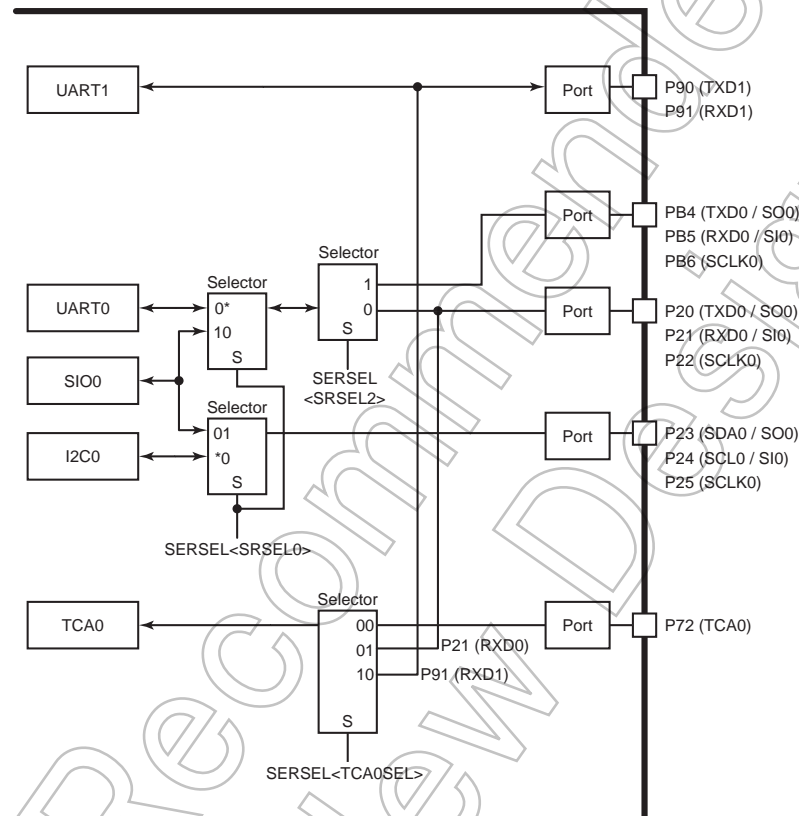 UART1
Port
P90 (TXD1)
P91 (RXD1)
Port
PB4 (TXD0 / SO0)
PB5 (RXD0 / SI0)
PB6 (SCLK0)
Selector
1
0
S
SERSEL
<SRSEL2>
Selector
0*
10
S
UART0
Port
P20 (TXD0 / SO0)
P21 (RXD0 / SI0)
P22 (SCLK0)
SIO0
Selector
01
*0
S
SERSEL<SRSEL0>
I2C0
Port
P23 (SDA0 / SO0)
P24 (SCL0 / SI0)
P25 (SCLK0)
TCA0
Selector
00
01
10
S
P21 (RXD0)
P91 (RXD1)
SERSEL<TCA0SEL>
Port
P72 (TCA0)
Recommende
ew Desig